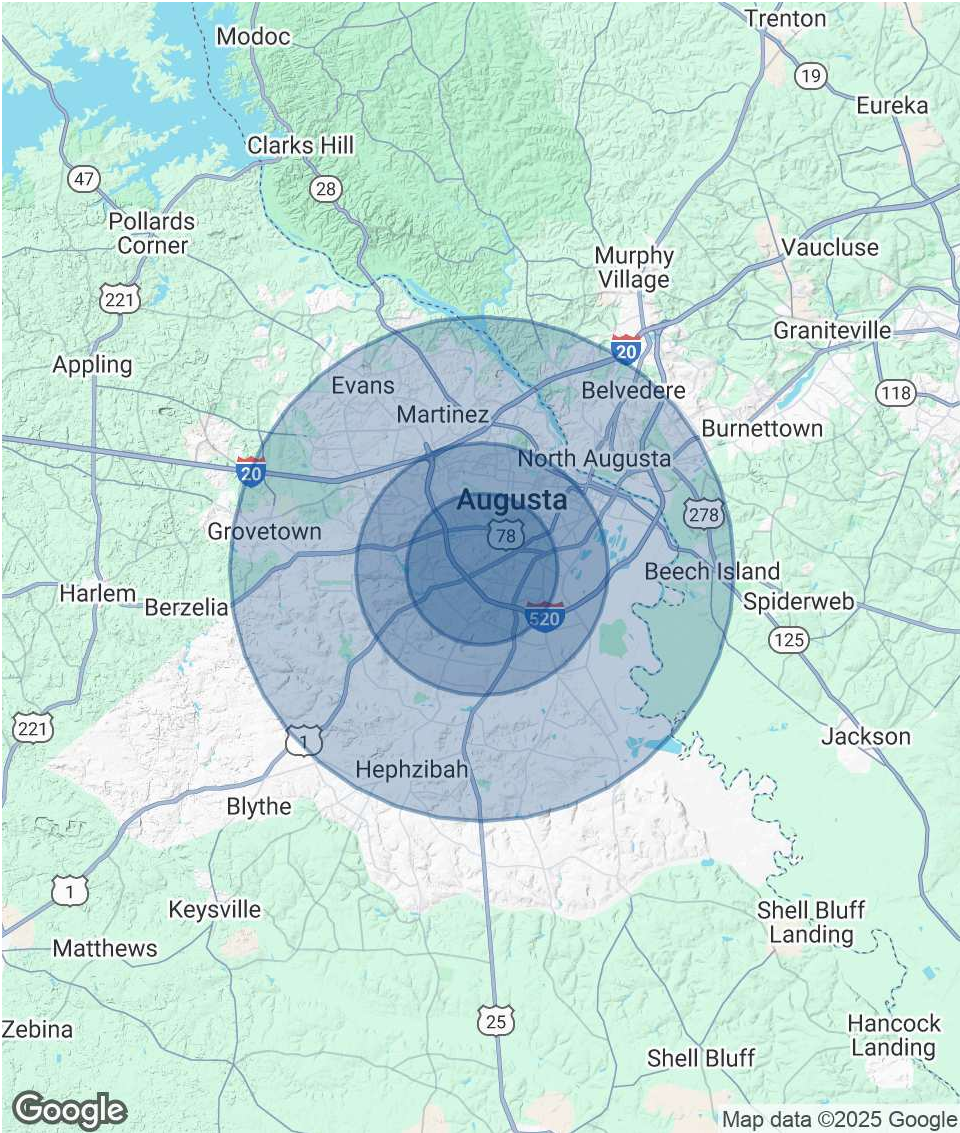 Modoc
Trenton
19
Eureka
Clarks Hill
47
28
Pollards
Corner
Murphy
Village
Vaucluse
221
Graniteville
20
Appling
Evans
Belvedere
118
Martinez
Burnettown
North Augusta
20
Augusta
278
Grovetown
78
Beech Island
Harlem
Berzelia
Spiderweb
520
125
221
1
Jackson
Hephzibah
Blythe
1
Keysville
Shell Bluff
Landing
Matthews
Zebina
25
Hancock
Landing
Shell Bluff
Google
Map data ©2025 Google